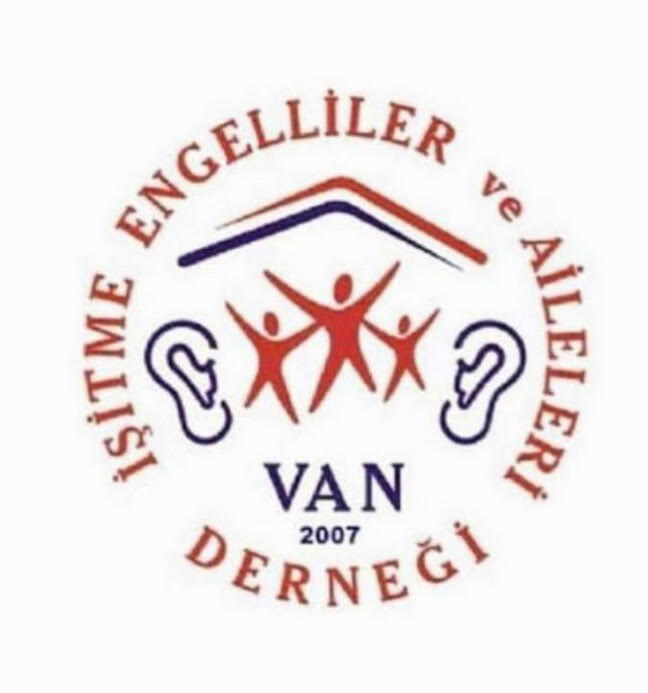 İŞİTME ENGELLİLER ve AİLELERİ
VAN
2007
DERNEĞİ